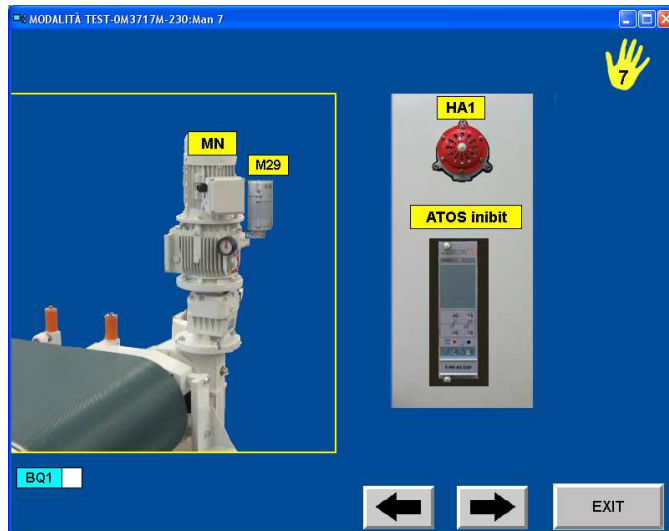 MODALITÀ TEST-0M3717M-230:Man 7
7
HA1
MN
M29
ATOS inibit
BQ1
EXIT